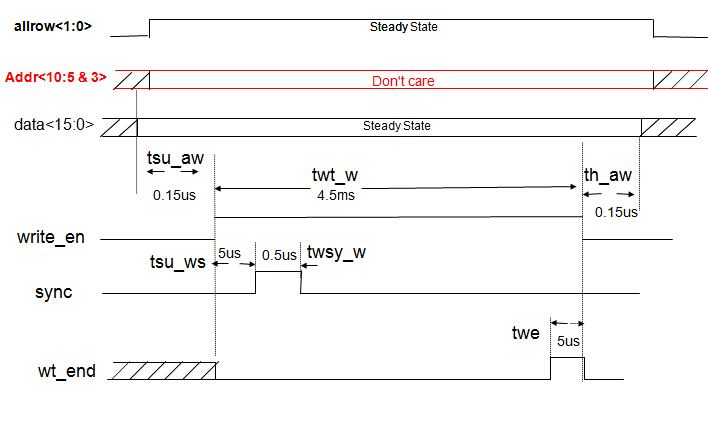 allrow<1:0>
Steady State
Addr<10:5 & 3>
Don't care
data<15:0>
Steady State
tsu_aw
twt_w
th_aw
0.15us
4.5ms
0.15us
write_en
tsu_ws
5us
0.5us
twsy_w
sync
twe
5us
wt_end